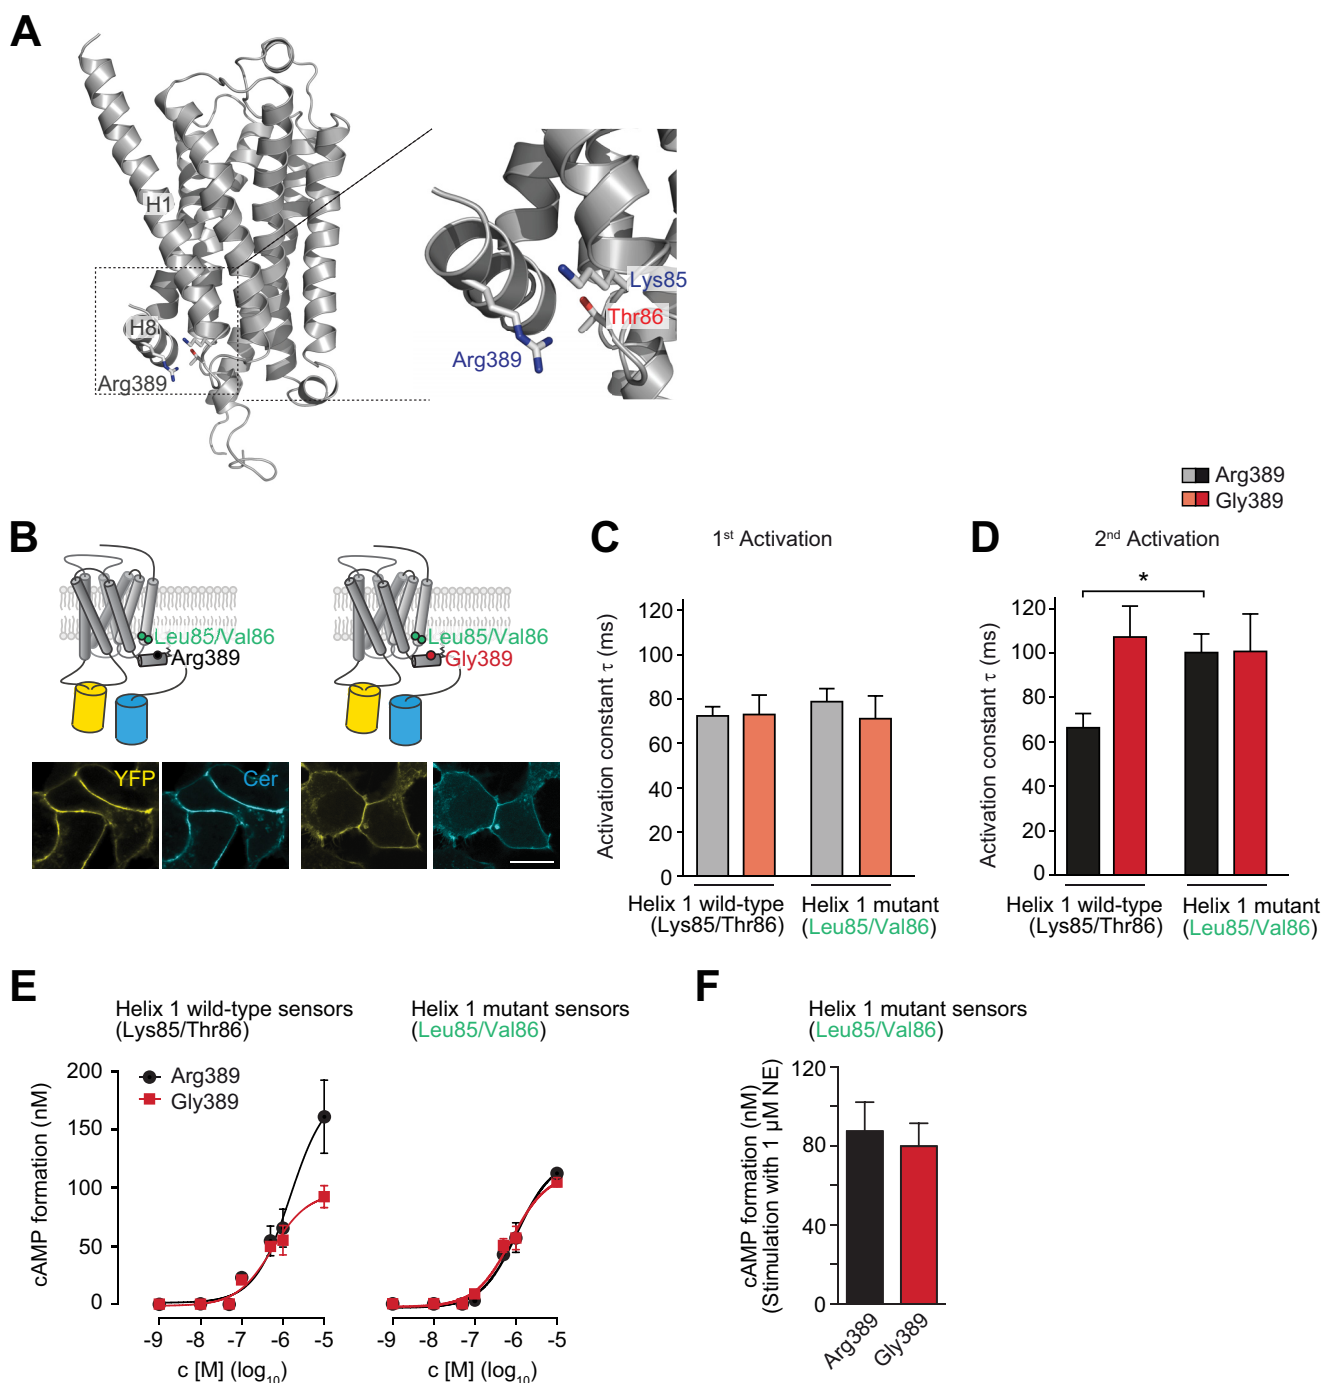 A
H1
H8
Arg389
Lys85
Thr86
Arg389
Arg389
Gly389
B
Leu85/Val86
Arg389
Leu85/Val86
Gly389
YFP
Cer
C
1st Activation
Activation constant τ (ms)
120
100
80
60
40
20
0
Helix 1 wild-type
(Lys85/Thr86)
Helix 1 mutant
(Leu85/Val86)
D
2nd Activation
*
Activation constant τ (ms)
120
100
80
60
40
20
0
Helix 1 wild-type
(Lys85/Thr86)
Helix 1 mutant
(Leu85/Val86)
E
Helix 1 wild-type sensors
(Lys85/Thr86)
Helix 1 mutant sensors
(Leu85/Val86)
Arg389
Gly389
cAMP formation (nM)
200
150
100
50
0
-9 -8 -7 -6 -5
c [M] (log10)
-9 -8 -7 -6 -5
c [M] (log10)
F
Helix 1 mutant sensors
(Leu85/Val86)
cAMP formation (nM)
(Stimulation with 1 µM NE)
120
80
40
0
Arg389
Gly389